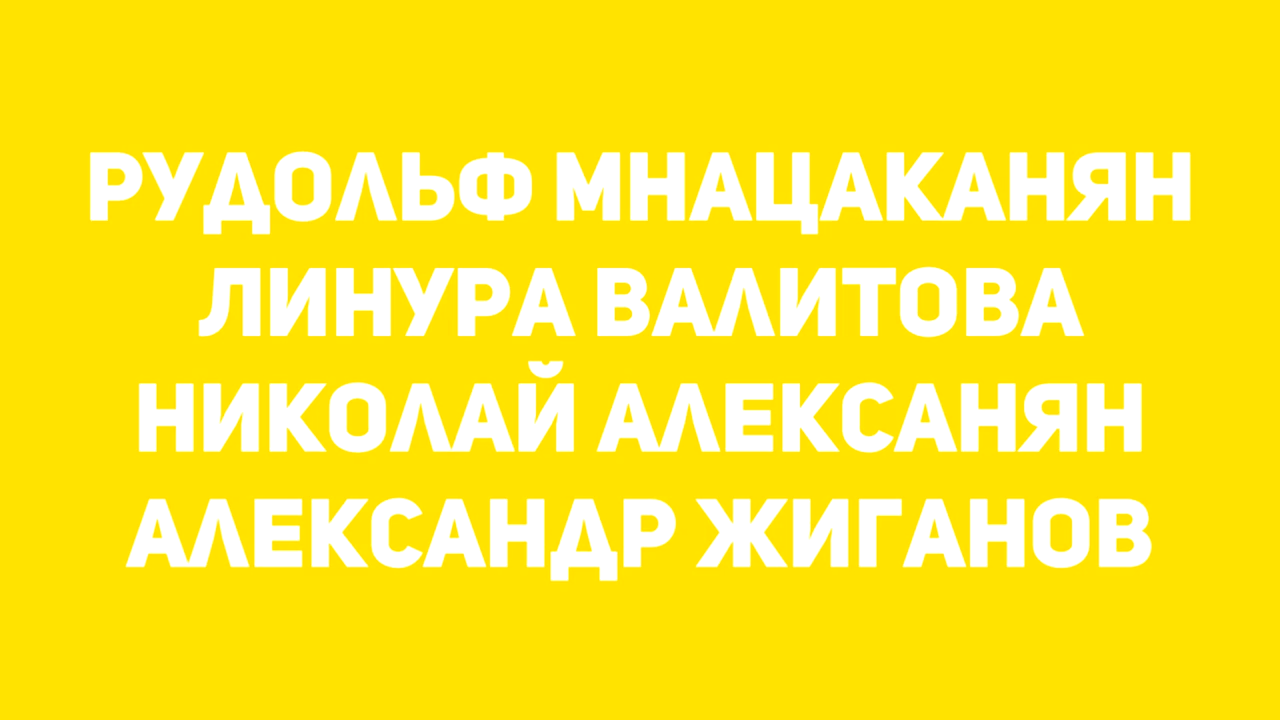 РУДОЛЬФ МНАЦАКАНЯН
ЛИНУРА ВАЛИТОВА
НИКОЛАЙ АЛЕКСАНЯН
АЛЕКСАНДР ЖИГАНОВ